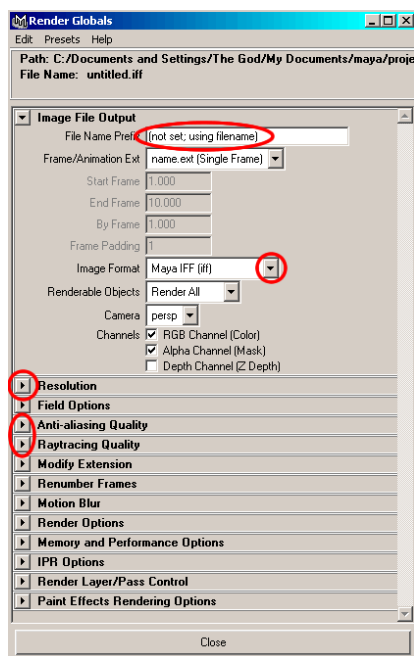 Render Globals
Edit Presets Help
Path: C:/Documents and Settings/The God/My Documents/maya/proje
File Name: untitled.iff
Image File Output
File Name Prefix (not set; using filename)
Frame/Animation Ext name.ext (Single Frame)
Start Frame 1.000
End Frame 10.000
By Frame 1.000
Frame Padding 1
Image Format Maya IFF (iff)
Renderable Objects Render All
Camera persp
Channels RGB Channel (Color)
Alpha Channel (Mask)
Depth Channel (Z Depth)
Resolution
Field Options
Anti-aliasing Quality
Raytracing Quality
Modify Extension
Renumber Frames
Motion Blur
Render Options
Memory and Performance Options
IPR Options
Render Layer/Pass Control
Paint Effects Rendering Options
Close